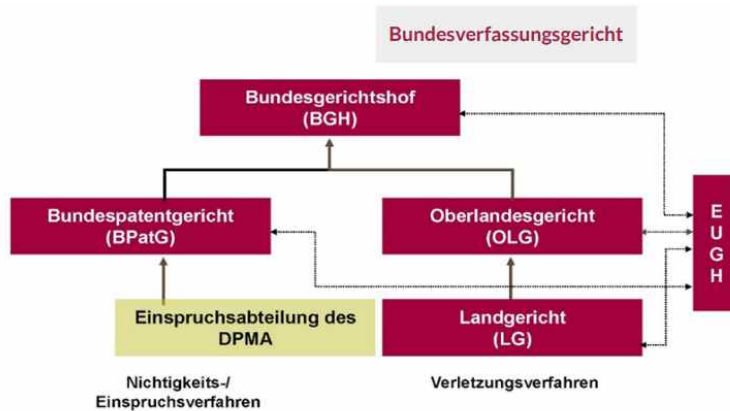 Bundesverfassungsgericht
Bundesgerichtshof
(BGH)
Bundespatentgericht
(BPatG)
Oberlandesgericht
(OLG)
E
U
G
H
Einspruchsabteilung des
DPMA
Landgericht
(LG)
Nichtigkeits-/
Einspruchsverfahren
Verletzungsverfahren